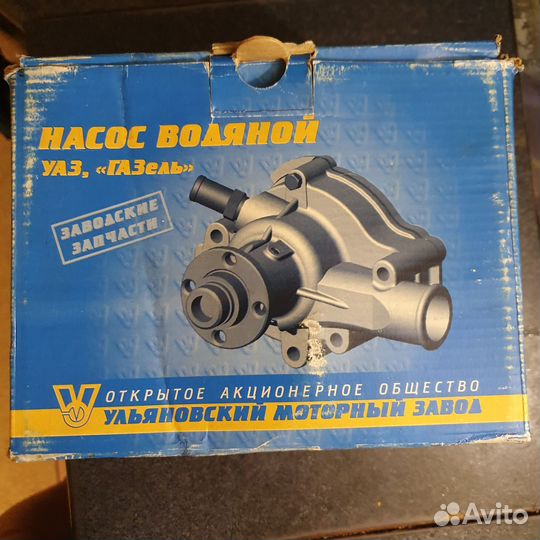 НАСОС ВОДЯНОЙ
УАЗ, «ГАЗель»
ЗАВОДСКИЕ
ЗАПЧАСТИ
ОТКРЫТОЕ АКЦИОНЕРНОЕ ОБЩЕСТВО
УЛЬЯНОВСКИЙ МОТОРНЫЙ ЗАВОД
Avito